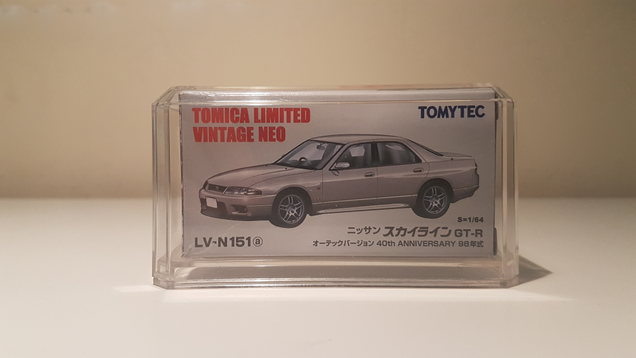 TOMICA LIMITED
VINTAGE NEO
TOMYTEC
S=1/64
ニッサン スカイライン GT-R
LV-N151ⓐ
オーテックバージョン 40th ANNIVERSARY 98年式